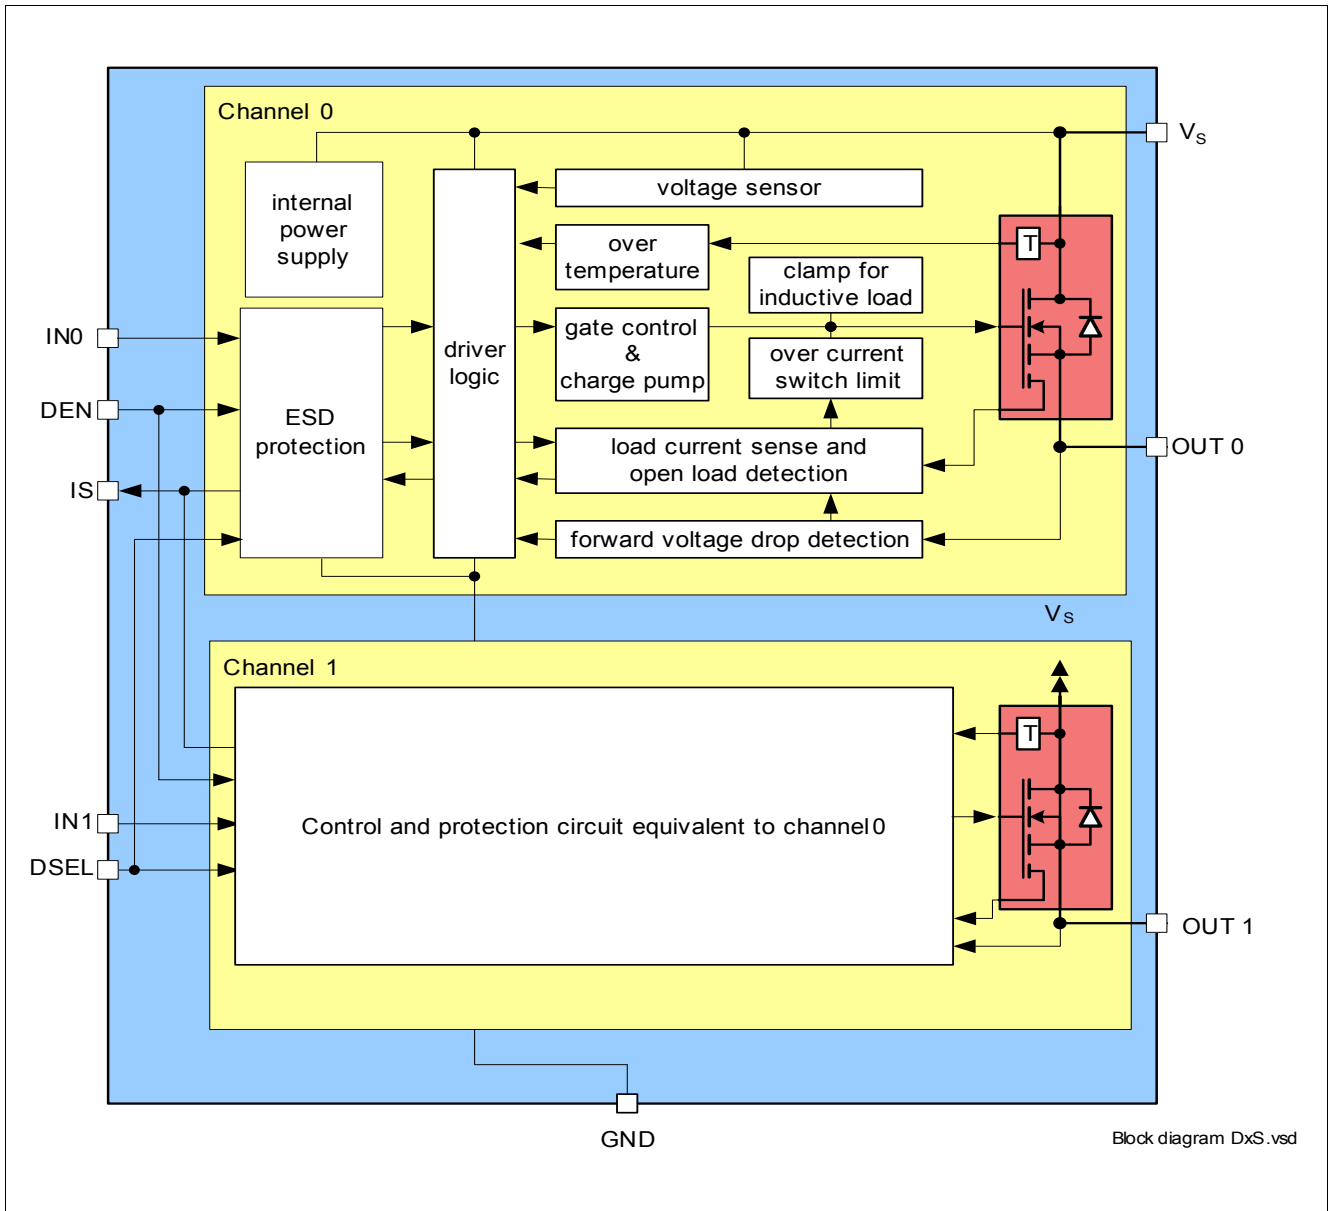 Channel 0
VS
internal
power
supply
voltage sensor
over
temperature
T
clamp for
inductive load
IN0
driver
logic
gate control
&
charge pump
over current
switch limit
DEN
ESD
protection
load current sense and
open load detection
OUT 0
IS
forward voltage drop detection
VS
Channel 1
T
IN1
Control and protection circuit equivalent to channel 0
DSEL
OUT 1
GND
Block diagram DxS.vsd